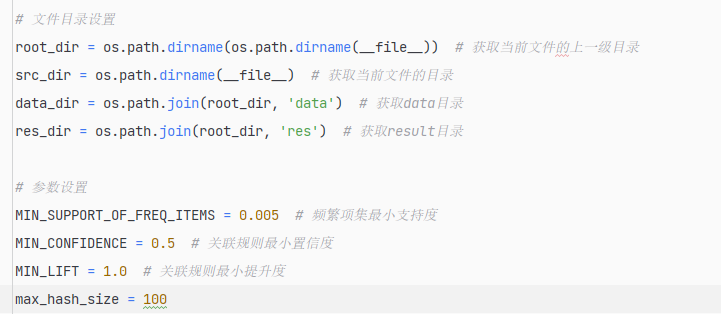 # 文件目录设置
root_dir = os.path.dirname(os.path.dirname(__file__))  # 获取当前文件的上一级目录
src_dir = os.path.dirname(__file__)  # 获取当前文件的目录
data_dir = os.path.join(root_dir, 'data')  # 获取data目录
res_dir = os.path.join(root_dir, 'res')  # 获取result目录
# 参数设置
MIN_SUPPORT_OF_FREQ_ITEMS = 0.005  # 频繁项集最小支持度
MIN_CONFIDENCE = 0.5  # 关联规则最小置信度
MIN_LIFT = 1.0  # 关联规则最小提升度
max_hash_size = 100